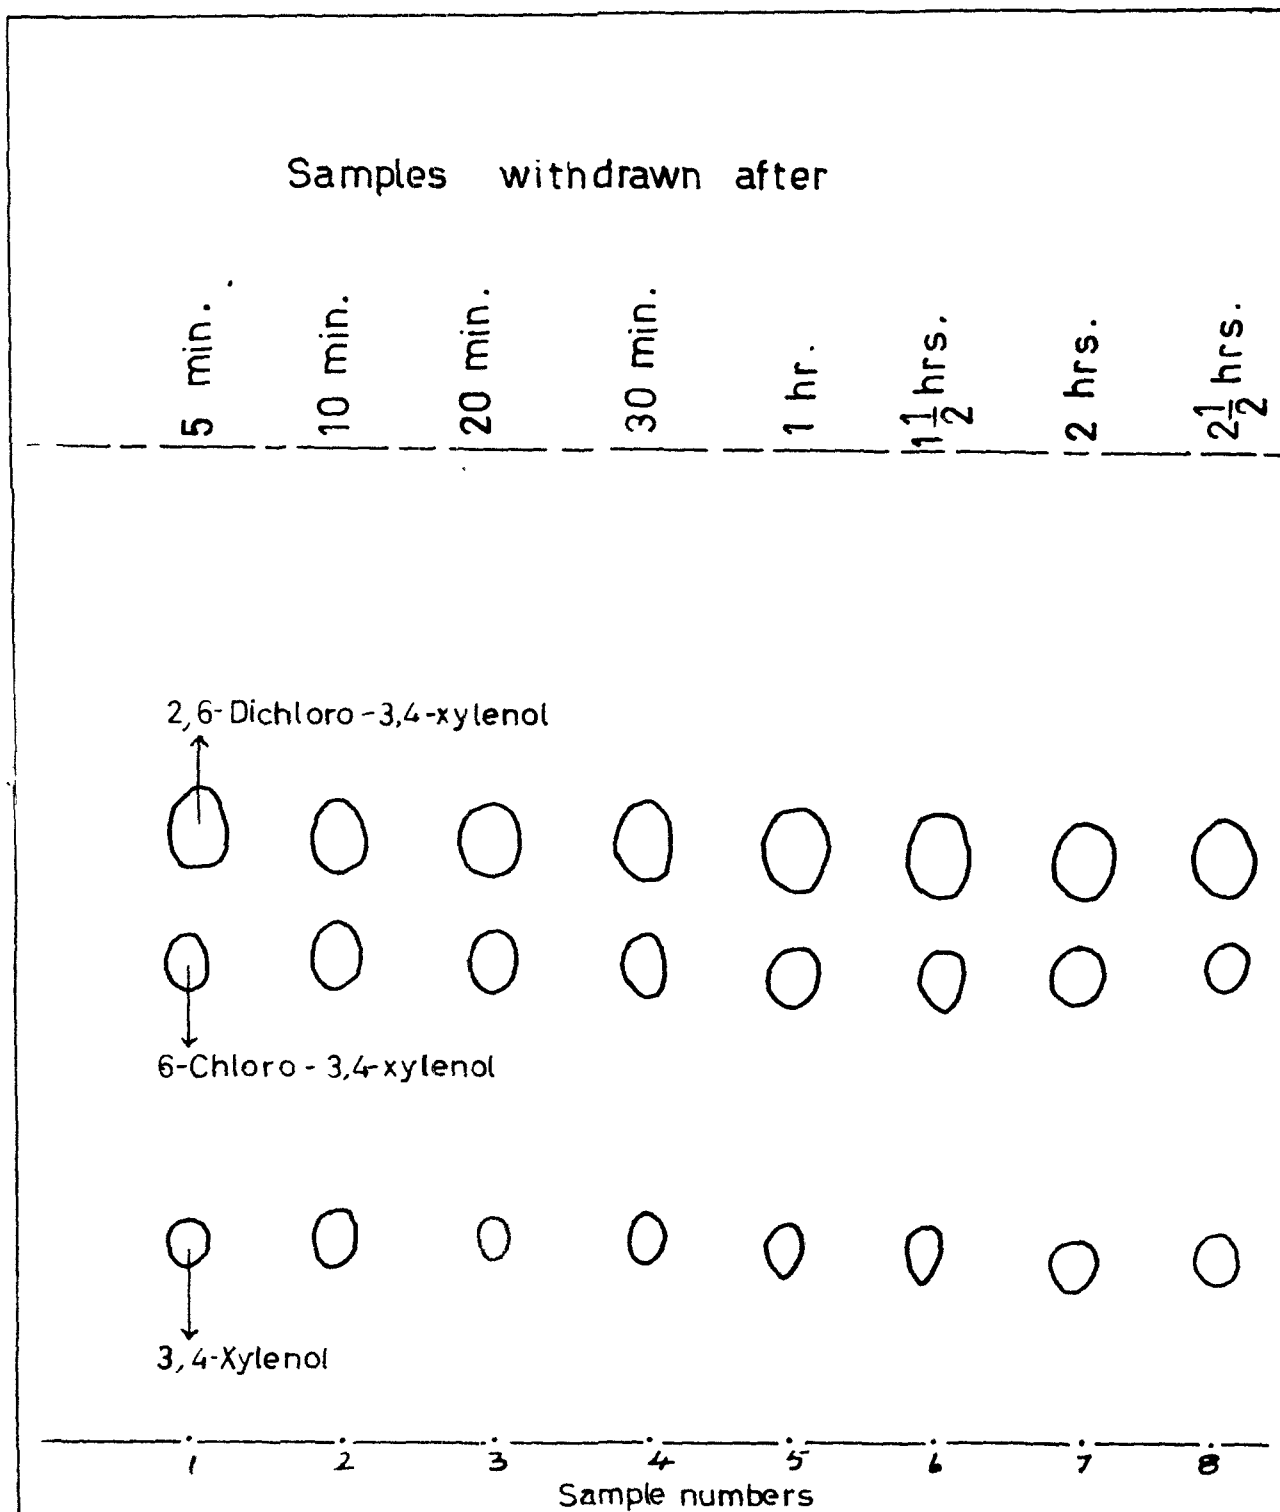 Samples withdrawn after
5 min.
10 min.
20 min.
30 min.
1 hr.
1 1/2 hrs.
2 hrs.
2 1/2 hrs.
2,6-Dichloro-3,4-xylenol
6-Chloro-3,4-xylenol
3,4-Xylenol
1 2 3 4 5 6 7 8
Sample numbers